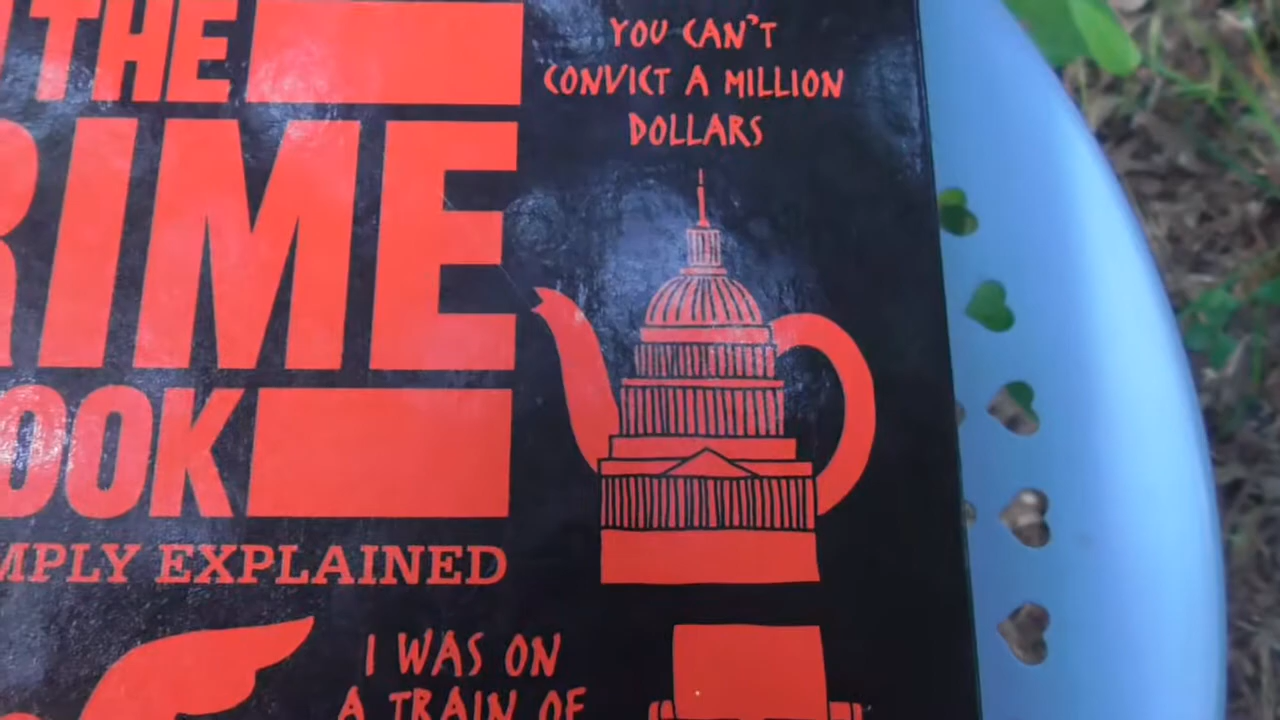 THE
RIME
OOK
MPLY EXPLAINED
YOU CAN'T
CONVICT A MILLION
DOLLARS
I WAS ON
A TRAIN OF